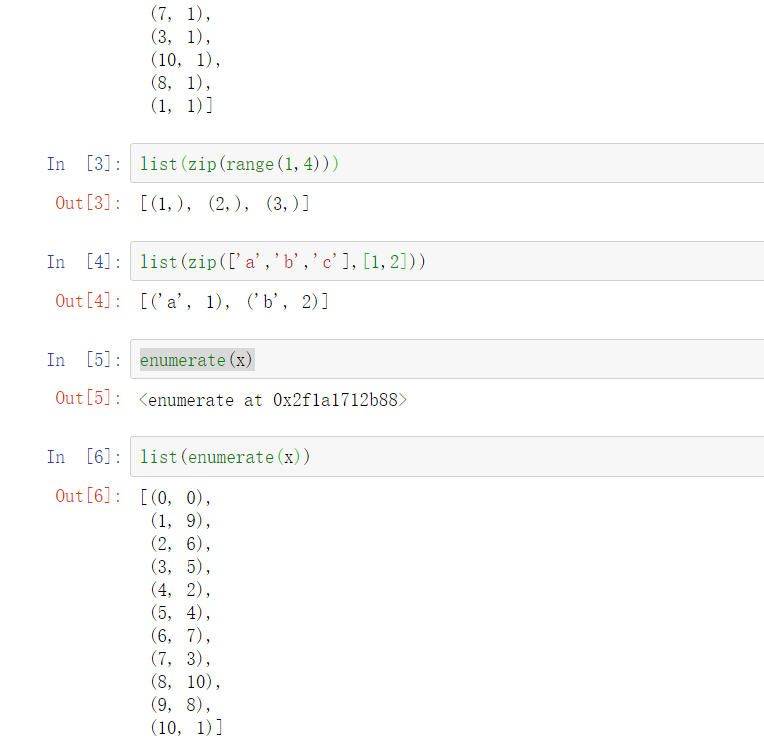 (7, 1),
(3, 1),
(10, 1),
(8, 1),
(1, 1)]
In [3]: list(zip(range(1,4)))
Out[3]: [(1,), (2,), (3,)]
In [4]: list(zip(['a','b','c'],[1,2]))
Out[4]: [('a', 1), ('b', 2)]
In [5]: enumerate(x)
Out[5]: <enumerate at 0x2f1a1712b88>
In [6]: list(enumerate(x))
Out[6]: [(0, 0),
(1, 9),
(2, 6),
(3, 5),
(4, 2),
(5, 4),
(6, 7),
(7, 3),
(8, 10),
(9, 8),
(10, 1)]